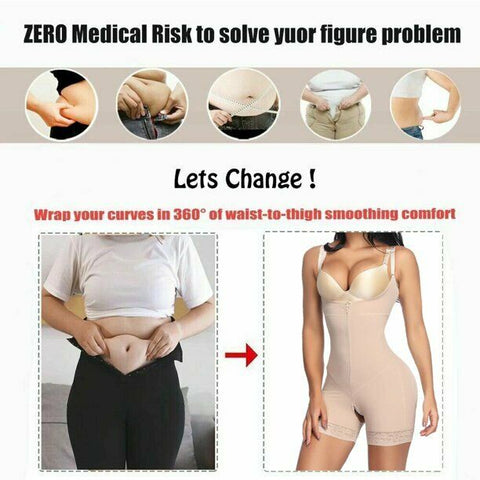 ZERO Medical Risk to solve yuor figure problem
Lets Change !
Wrap your curves in 360° of waist-to-thigh smoothing comfort